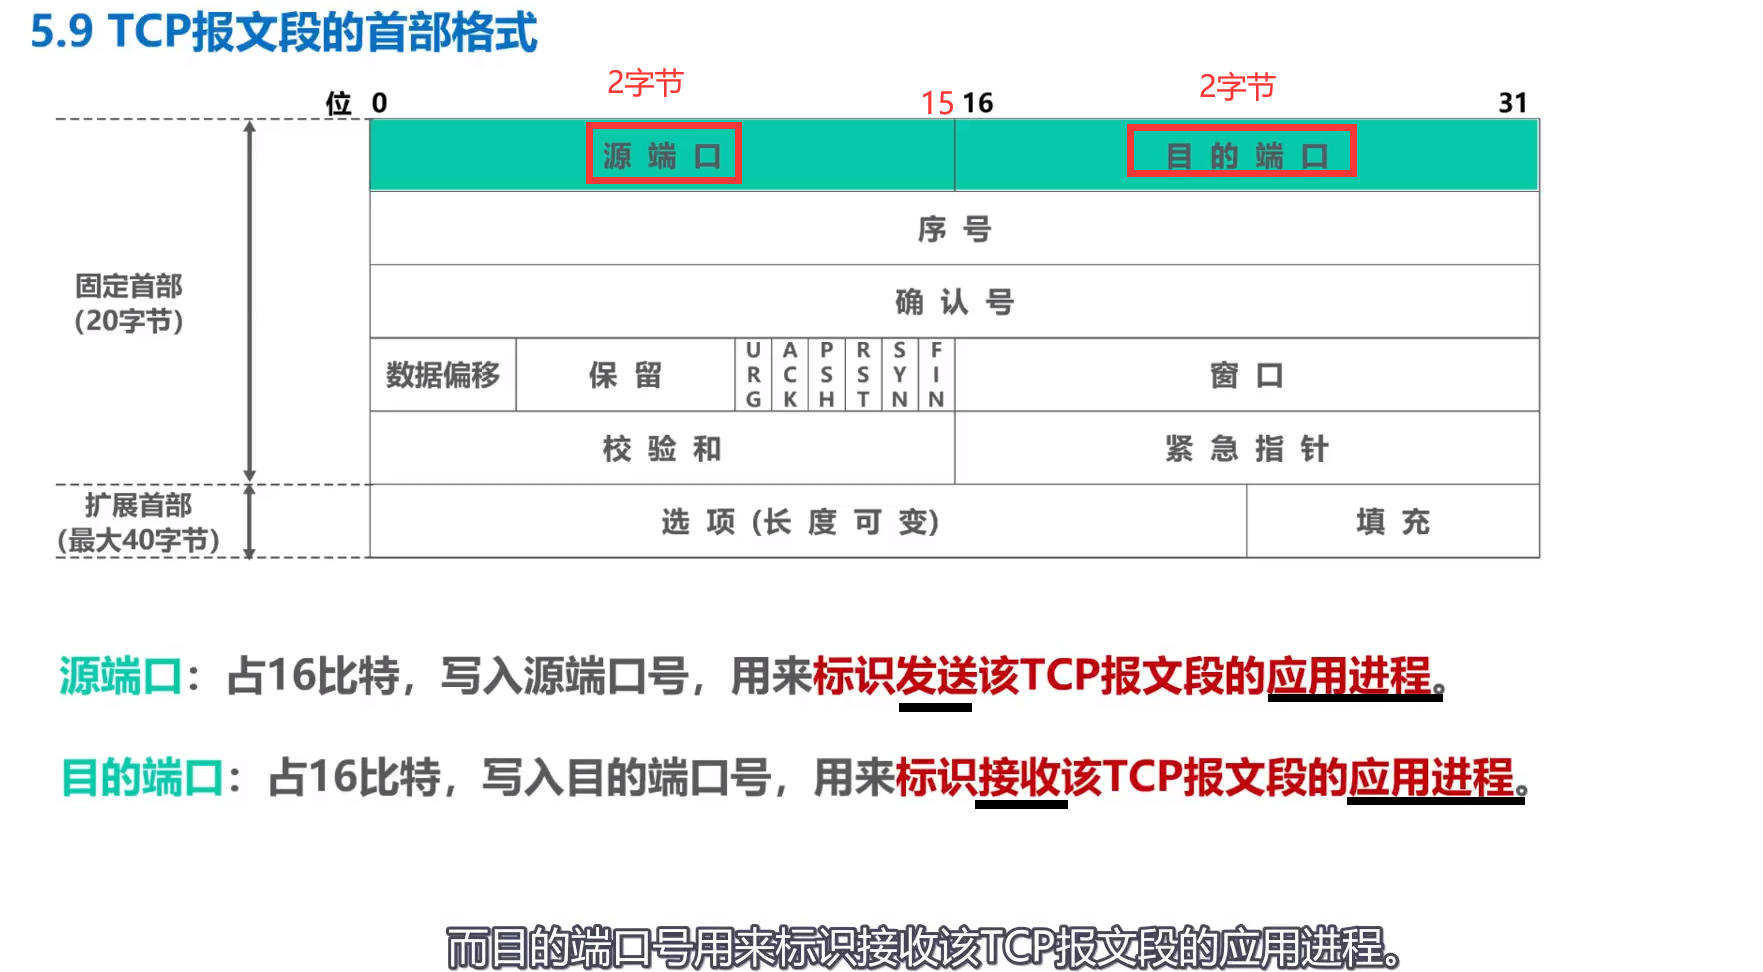 5.9 TCP报文段的首部格式
2字节 2字节
位 0 15 16 31
源端口 目的端口
序号
固定首部
(20字节)
确认号
数据偏移 保留 URG ACK PSH RST SYN FIN 窗口
校验和 紧急指针
扩展首部
(最大40字节)
选项 (长度可变) 填充
源端口：占16比特，写入源端口号，用来标识发送该TCP报文段的应用进程。
目的端口：占16比特，写入目的端口号，用来标识接收该TCP报文段的应用进程。
而目的端口号用来标识接收该TCP报文段的应用进程。